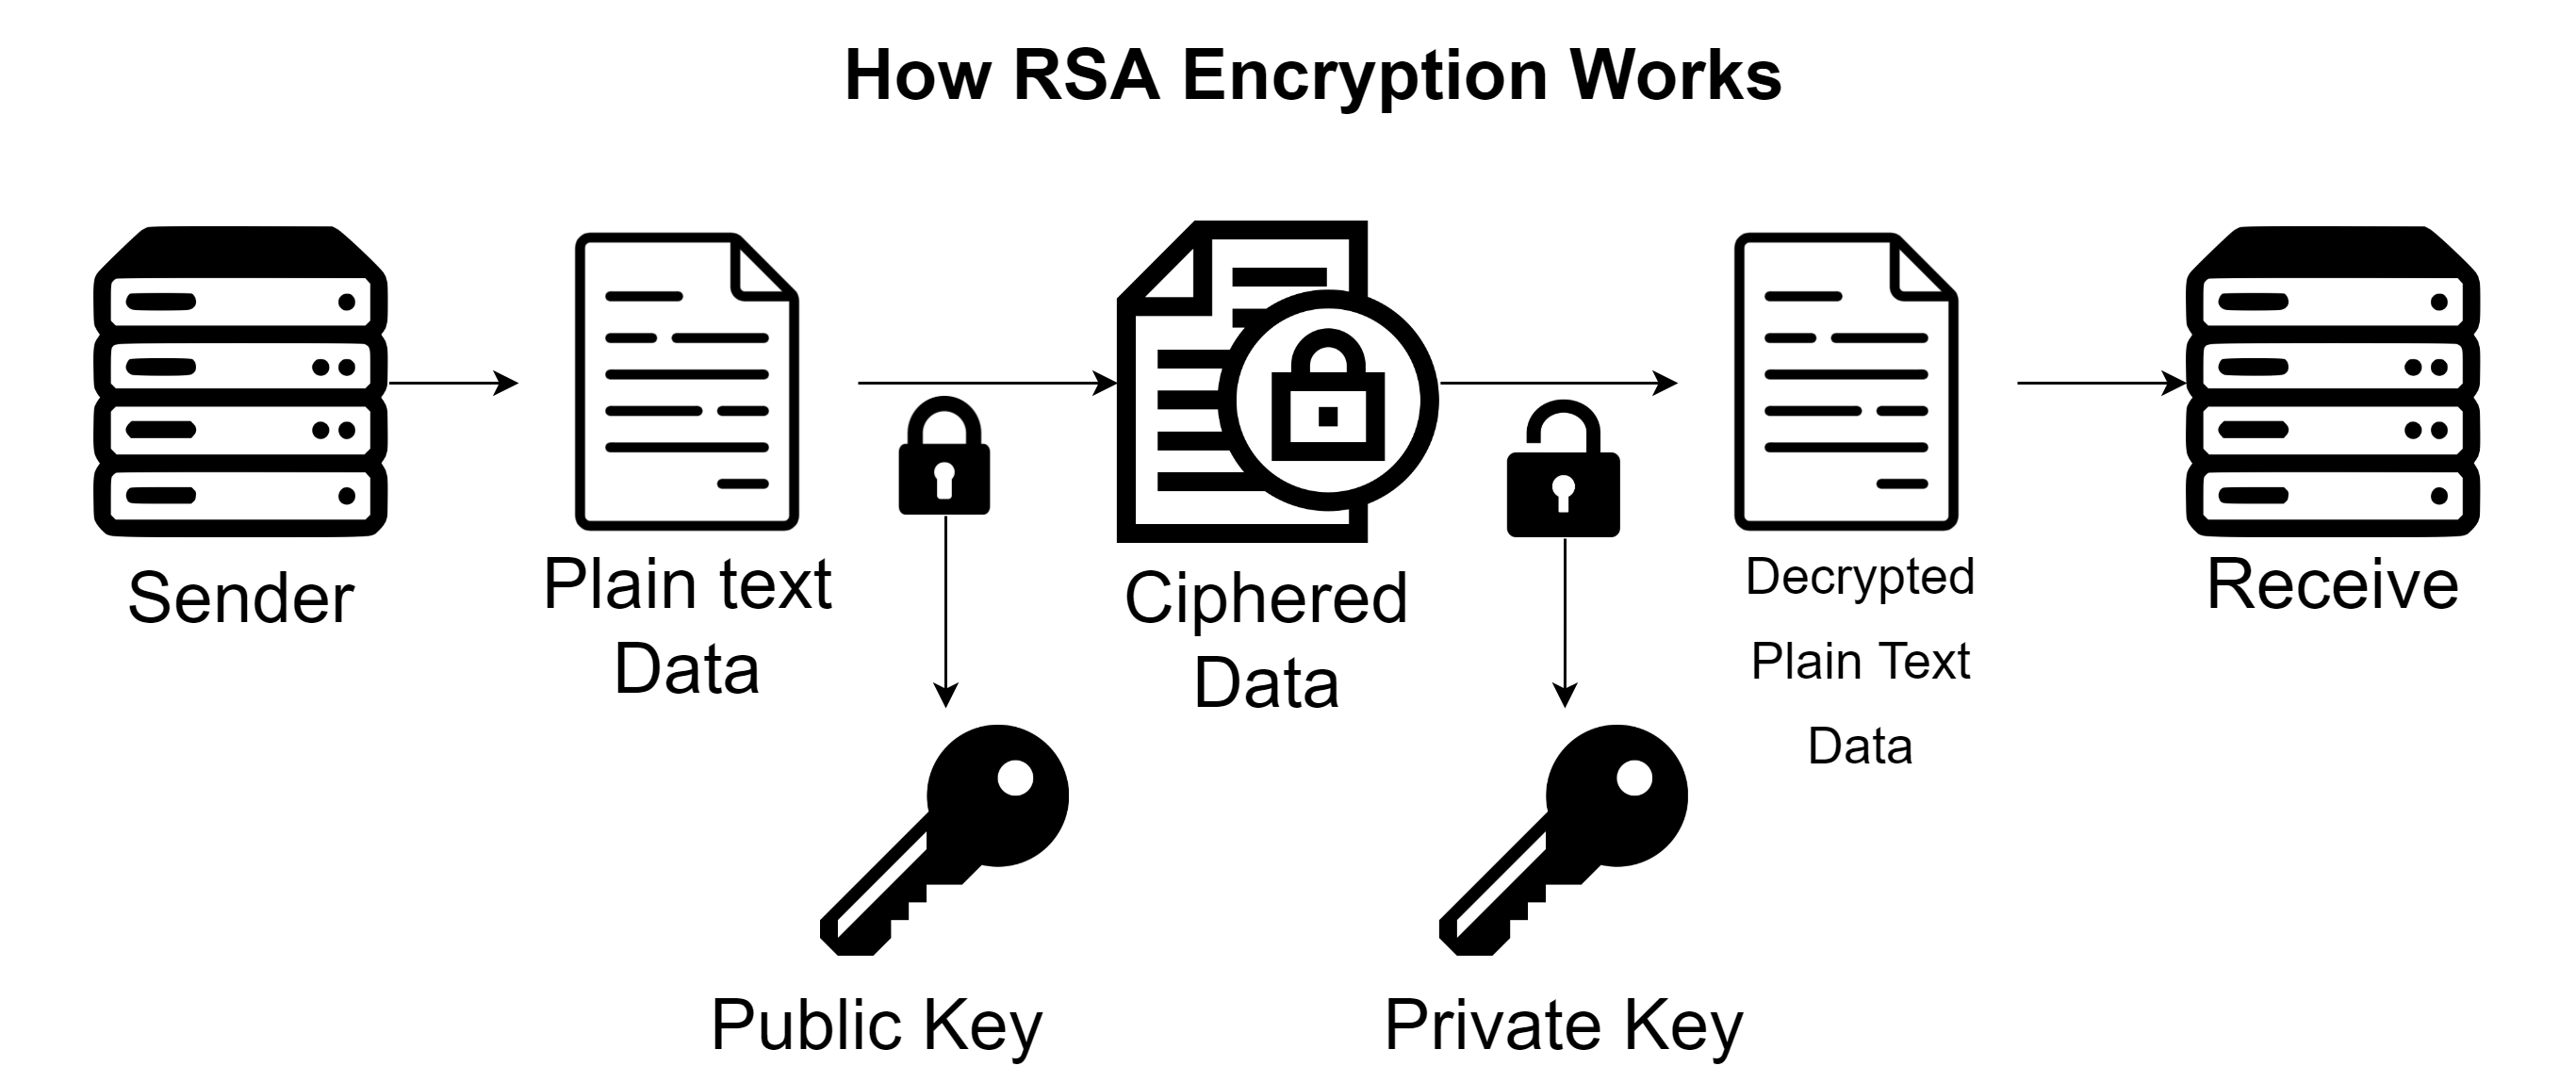 How RSA Encryption Works
Sender
Plain text
Data
Ciphered
Data
Decrypted
Plain Text
Data
Receive
Public Key
Private Key